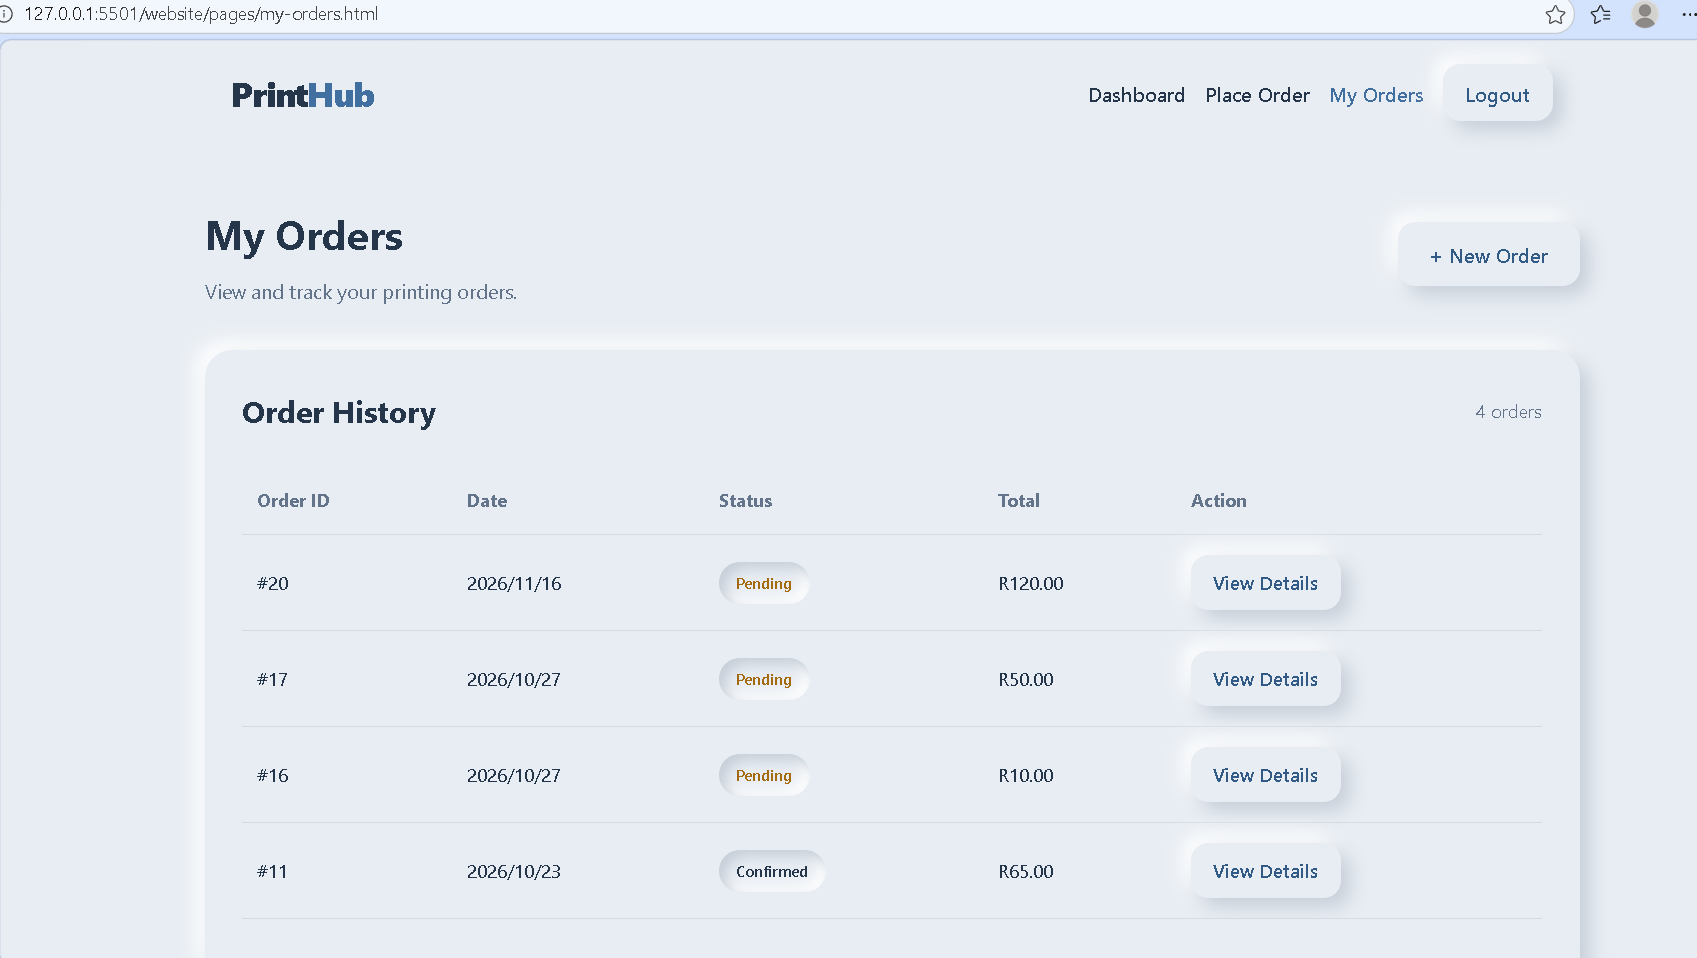 127.0.0.1:5501/website/pages/my-orders.html
PrintHub
Dashboard Place Order My Orders Logout
My Orders
+ New Order
View and track your printing orders.
Order History
4 orders
Order ID Date Status Total Action
#20 2026/11/16 Pending R120.00 View Details
#17 2026/10/27 Pending R50.00 View Details
#16 2026/10/27 Pending R10.00 View Details
#11 2026/10/23 Confirmed R65.00 View Details